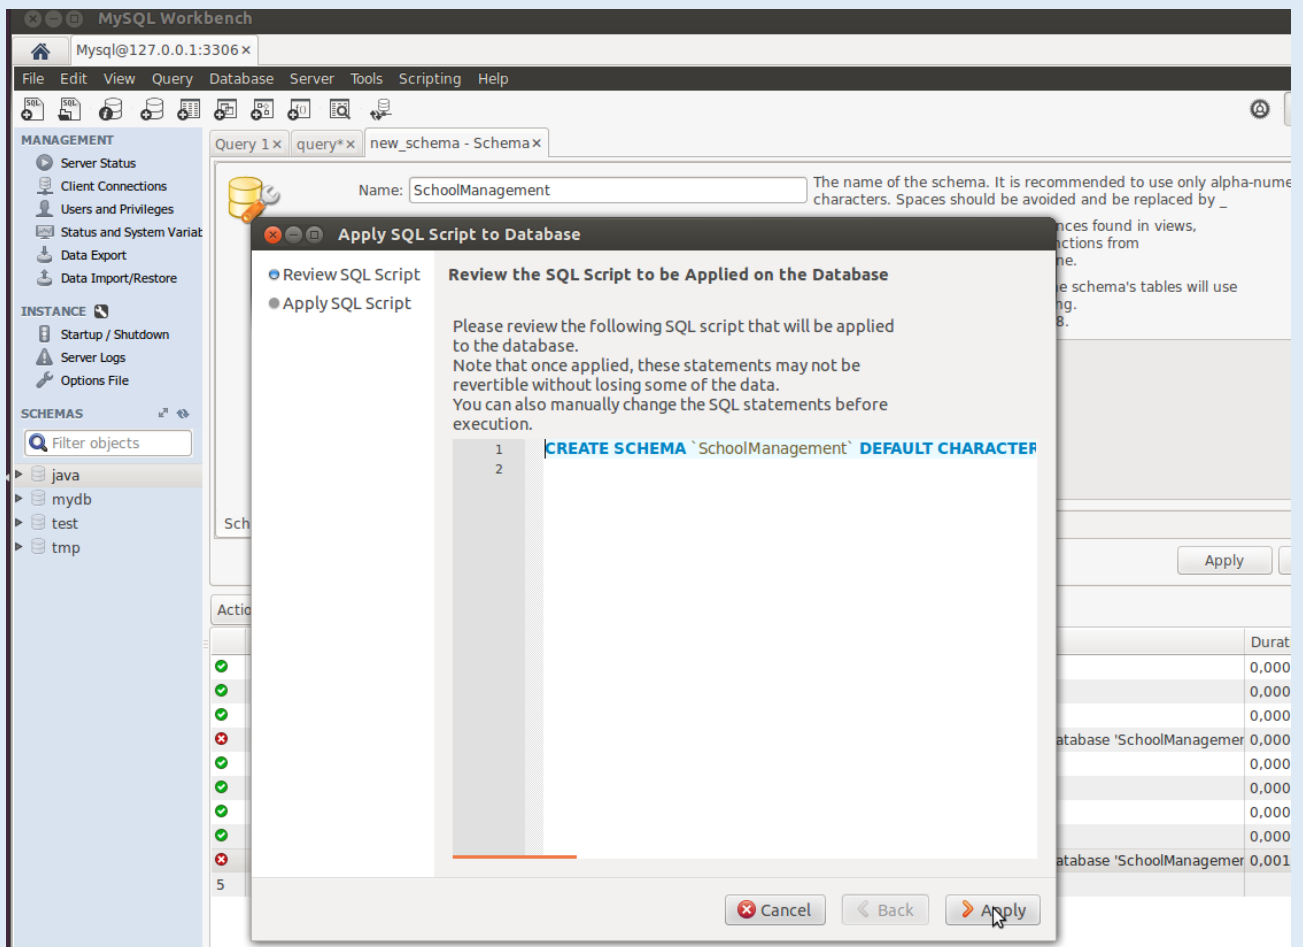 MySQL Workbench
Mysql@127.0.0.1:3306
File Edit View Query Database Server Tools Scripting Help
MANAGEMENT
Server Status
Client Connections
Users and Privileges
Status and System Variab
Data Export
Data Import/Restore
INSTANCE
Startup / Shutdown
Server Logs
Options File
SCHEMAS
Filter objects
java
mydb
test
tmp
Query 1 query* new_schema - Schema
Name: SchoolManagement
The name of the schema. It is recommended to use only alpha-nume
characters. Spaces should be avoided and be replaced by _
nces found in views,
nctions from
me.
e schema's tables will use
ng.
8.
Sch
Apply
Apply SQL Script to Database
Review SQL Script
Apply SQL Script
Review the SQL Script to be Applied on the Database
Please review the following SQL script that will be applied
to the database.
Note that once applied, these statements may not be
revertible without losing some of the data.
You can also manually change the SQL statements before
execution.
1 CREATE SCHEMA `SchoolManagement` DEFAULT CHARACTER
2
Cancel Back Apply
Actio
Durat
0,000
0,000
0,000
atabase 'SchoolManagemer 0,000
0,000
0,000
0,000
0,000
atabase 'SchoolManagemer 0,001
5